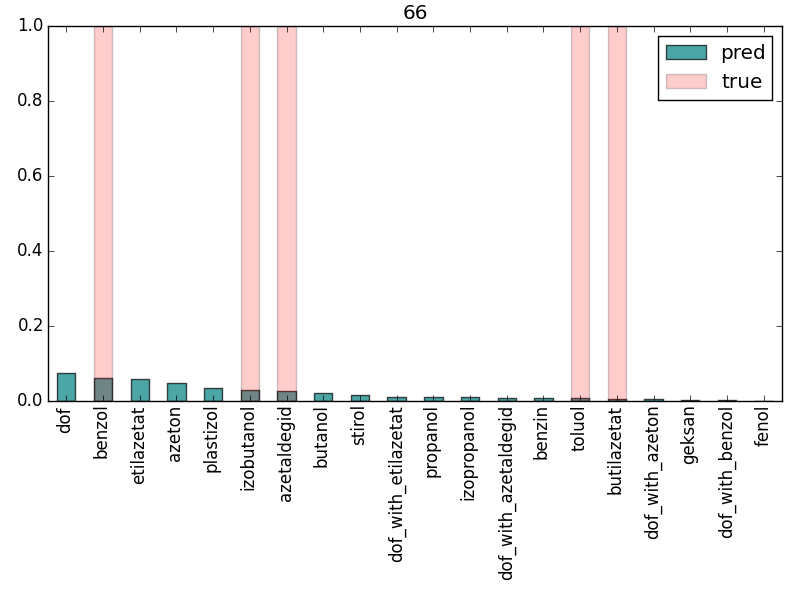 66
1.0
0.8
0.6
0.4
0.2
0.0
pred
true
dof
benzol
etilazetat
azeton
plastizol
izobutanol
azetaldegid
butanol
stirol
dof_with_etilazetat
propanol
izopropanol
dof_with_azetaldegid
benzin
toluol
butilazetat
dof_with_azeton
geksan
dof_with_benzol
fenol